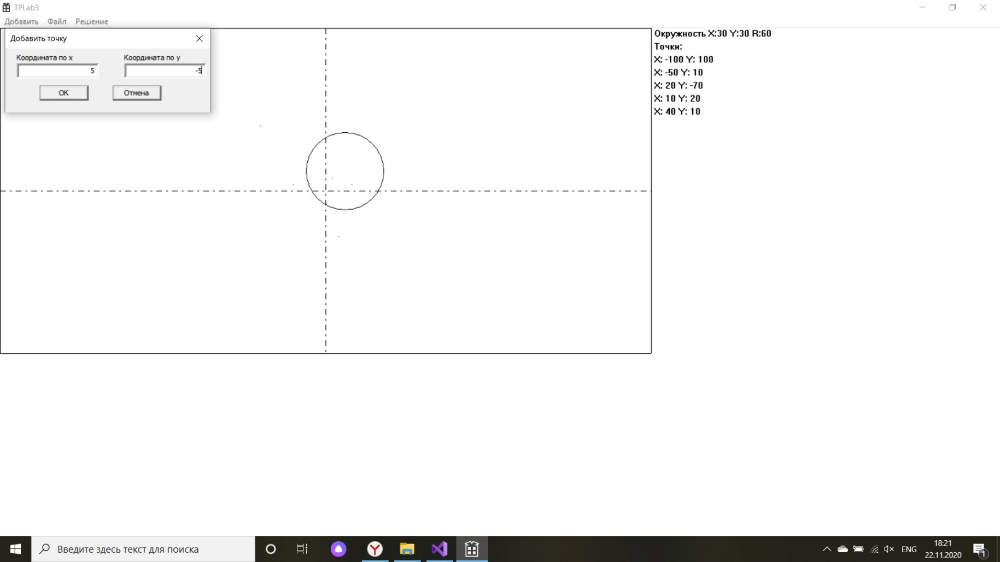 TPLab3
Добавить Файл Решение
Добавить точку
Координата по x Координата по y
5 -5
OK Отмена
Окружность X:30 Y:30 R:60
Точки:
X: -100 Y: 100
X: -50 Y: 10
X: 20 Y: -70
X: 10 Y: 20
X: 40 Y: 10
Введите здесь текст для поиска
ENG
18:21
22.11.2020
1